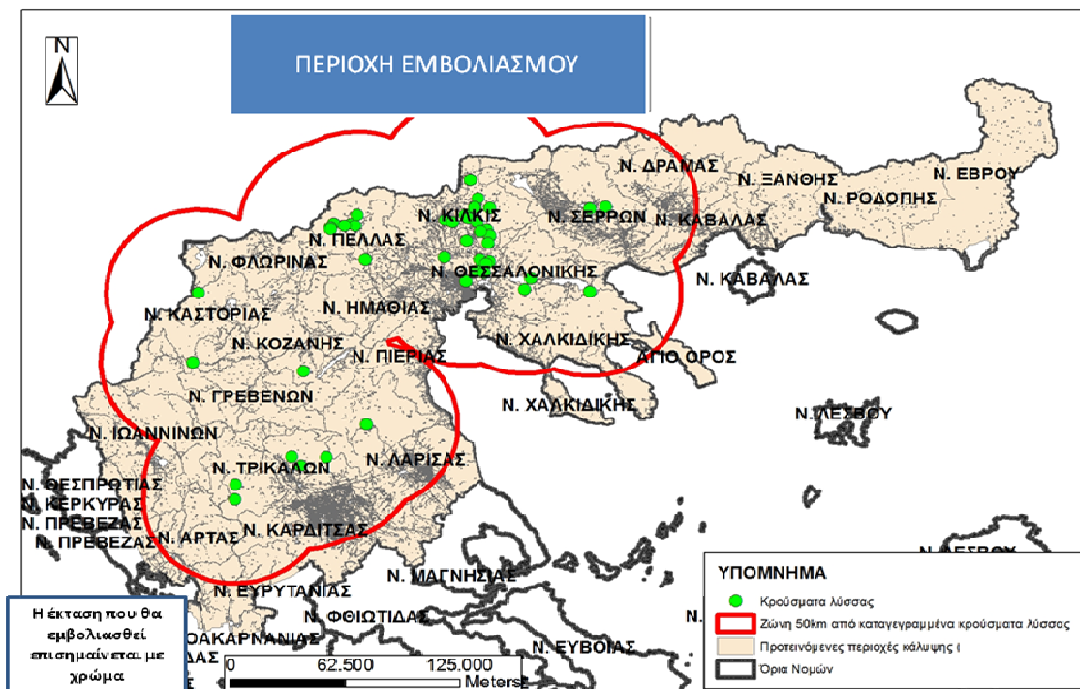 ΠΕΡΙΟΧΗ ΕΜΒΟΛΙΑΣΜΟΥ
N
Ν. ΔΡΑΜΑΣ
Ν. ΞΑΝΘΗΣ
Ν. ΡΟΔΟΠΗΣ
Ν. ΕΒΡΟΥ
Ν. ΚΙΛΚΙΣ
Ν. ΣΕΡΡΩΝ
Ν. ΚΑΒΑΛΑΣ
Ν. ΠΕΛΛΑΣ
Ν. ΦΛΩΡΙΝΑΣ
Ν. ΘΕΣΣΑΛΟΝΙΚΗΣ
Ν. ΚΑΒΑΛΑΣ
Ν. ΚΑΣΤΟΡΙΑΣ
Ν. ΗΜΑΘΙΑΣ
Ν. ΚΟΖΑΝΗΣ
Ν. ΠΙΕΡΙΑΣ
Ν. ΧΑΛΚΙΔΙΚΗΣ
ΑΓΙΟ ΟΡΟΣ
Ν. ΓΡΕΒΕΝΩΝ
Ν. ΧΑΛΚΙΔΙΚΗΣ
Ν. ΛΕΣΒΟΥ
Ν. ΙΩΑΝΝΙΝΩΝ
Ν. ΤΡΙΚΑΛΩΝ
Ν. ΛΑΡΙΣΑΣ
Ν. ΘΕΣΠΡΩΤΙΑΣ
Ν. ΚΕΡΚΥΡΑΣ
Ν. ΠΡΕΒΕΖΑΣ
Ν. ΠΡΕΒΕΖΑΣ
Ν. ΑΡΤΑΣ
Ν. ΚΑΡΔΙΤΣΑΣ
Ν. ΛΕΣΒΟΥ
Ν. ΜΑΓΝΗΣΙΑΣ
Ν. ΕΥΡΥΤΑΝΙΑΣ
Ν. ΦΘΙΩΤΙΔΑΣ
ΟΑΚΑΡΝΑΝΙΑΣ
ΔΑΣ
Ν. ΕΥΒΟΙΑΣ
Ν.
Η έκταση που θα
εμβολιασθεί
επισημαίνεται με
χρώμα
0 62.500 125.000
Meters
ΥΠΟΜΝΗΜΑ
Κρούσματα λύσσας
Ζώνη 50km από καταγεγραμμένα κρούσματα λύσσας
Προτεινόμενες περιοχές κάλυψης (
Όρια Νομών